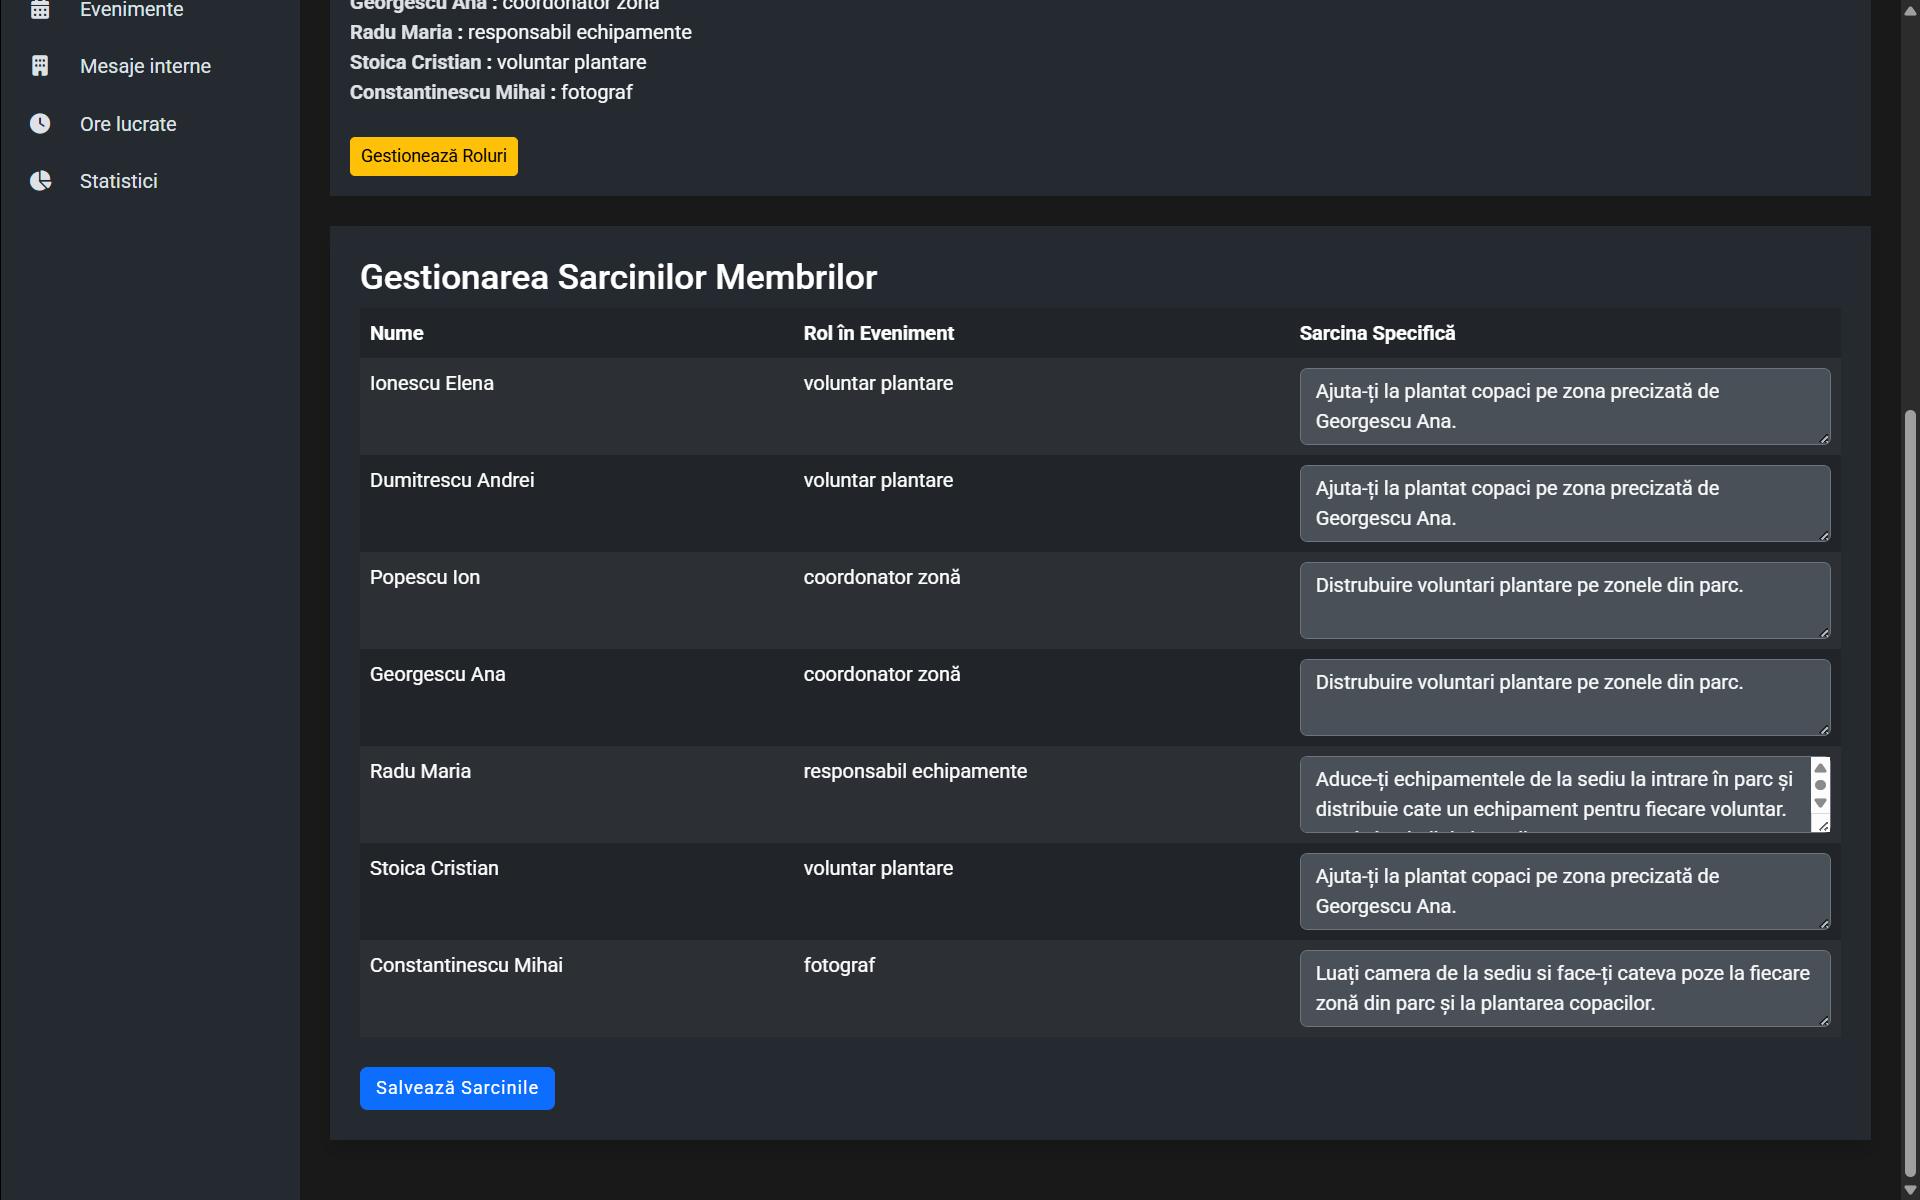 Evenimente
Mesaje interne
Ore lucrate
Statistici
Georgescu Ana : coordonator zonă
Radu Maria : responsabil echipamente
Stoica Cristian : voluntar plantare
Constantinescu Mihai : fotograf
Gestionează Roluri
Gestionarea Sarcinilor Membrilor
Nume Rol în Eveniment Sarcina Specifică
Ionescu Elena voluntar plantare Ajuta-ți la plantat copaci pe zona precizată de
Georgescu Ana.
Dumitrescu Andrei voluntar plantare Ajuta-ți la plantat copaci pe zona precizată de
Georgescu Ana.
Popescu Ion coordonator zonă Distrubuire voluntari plantare pe zonele din parc.
Georgescu Ana coordonator zonă Distrubuire voluntari plantare pe zonele din parc.
Radu Maria responsabil echipamente Aduce-ți echipamentele de la sediu la intrare în parc și
distribuie cate un echipament pentru fiecare voluntar.
Stoica Cristian voluntar plantare Ajuta-ți la plantat copaci pe zona precizată de
Georgescu Ana.
Constantinescu Mihai fotograf Luați camera de la sediu si face-ți cateva poze la fiecare
zonă din parc și la plantarea copacilor.
Salvează Sarcinile